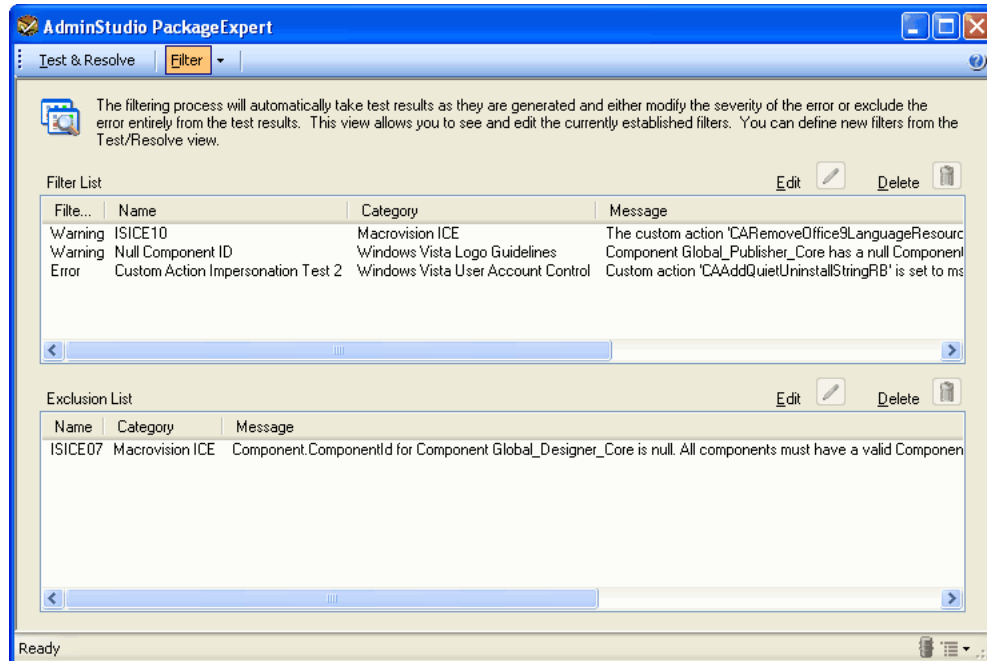 AdminStudio PackageExpert
Test & Resolve Filter
The filtering process will automatically take test results as they are generated and either modify the severity of the error or exclude the
error entirely from the test results. This view allows you to see and edit the currently established filters. You can define new filters from the
Test/Resolve view.
Filter List Edit Delete
Filte... Name Category Message
Warning ISICE10 Macrovision ICE The custom action 'CARemoveOffice9LanguageResourc
Warning Null Component ID Windows Vista Logo Guidelines Component Global_Publisher_Core has a null Component
Error Custom Action Impersonation Test 2 Windows Vista User Account Control Custom action 'CAAddQuietUninstallStringRB' is set to ms
Exclusion List Edit Delete
Name Category Message
ISICE07 Macrovision ICE Component.ComponentId for Component Global_Designer_Core is null. All components must have a valid Componen
Ready